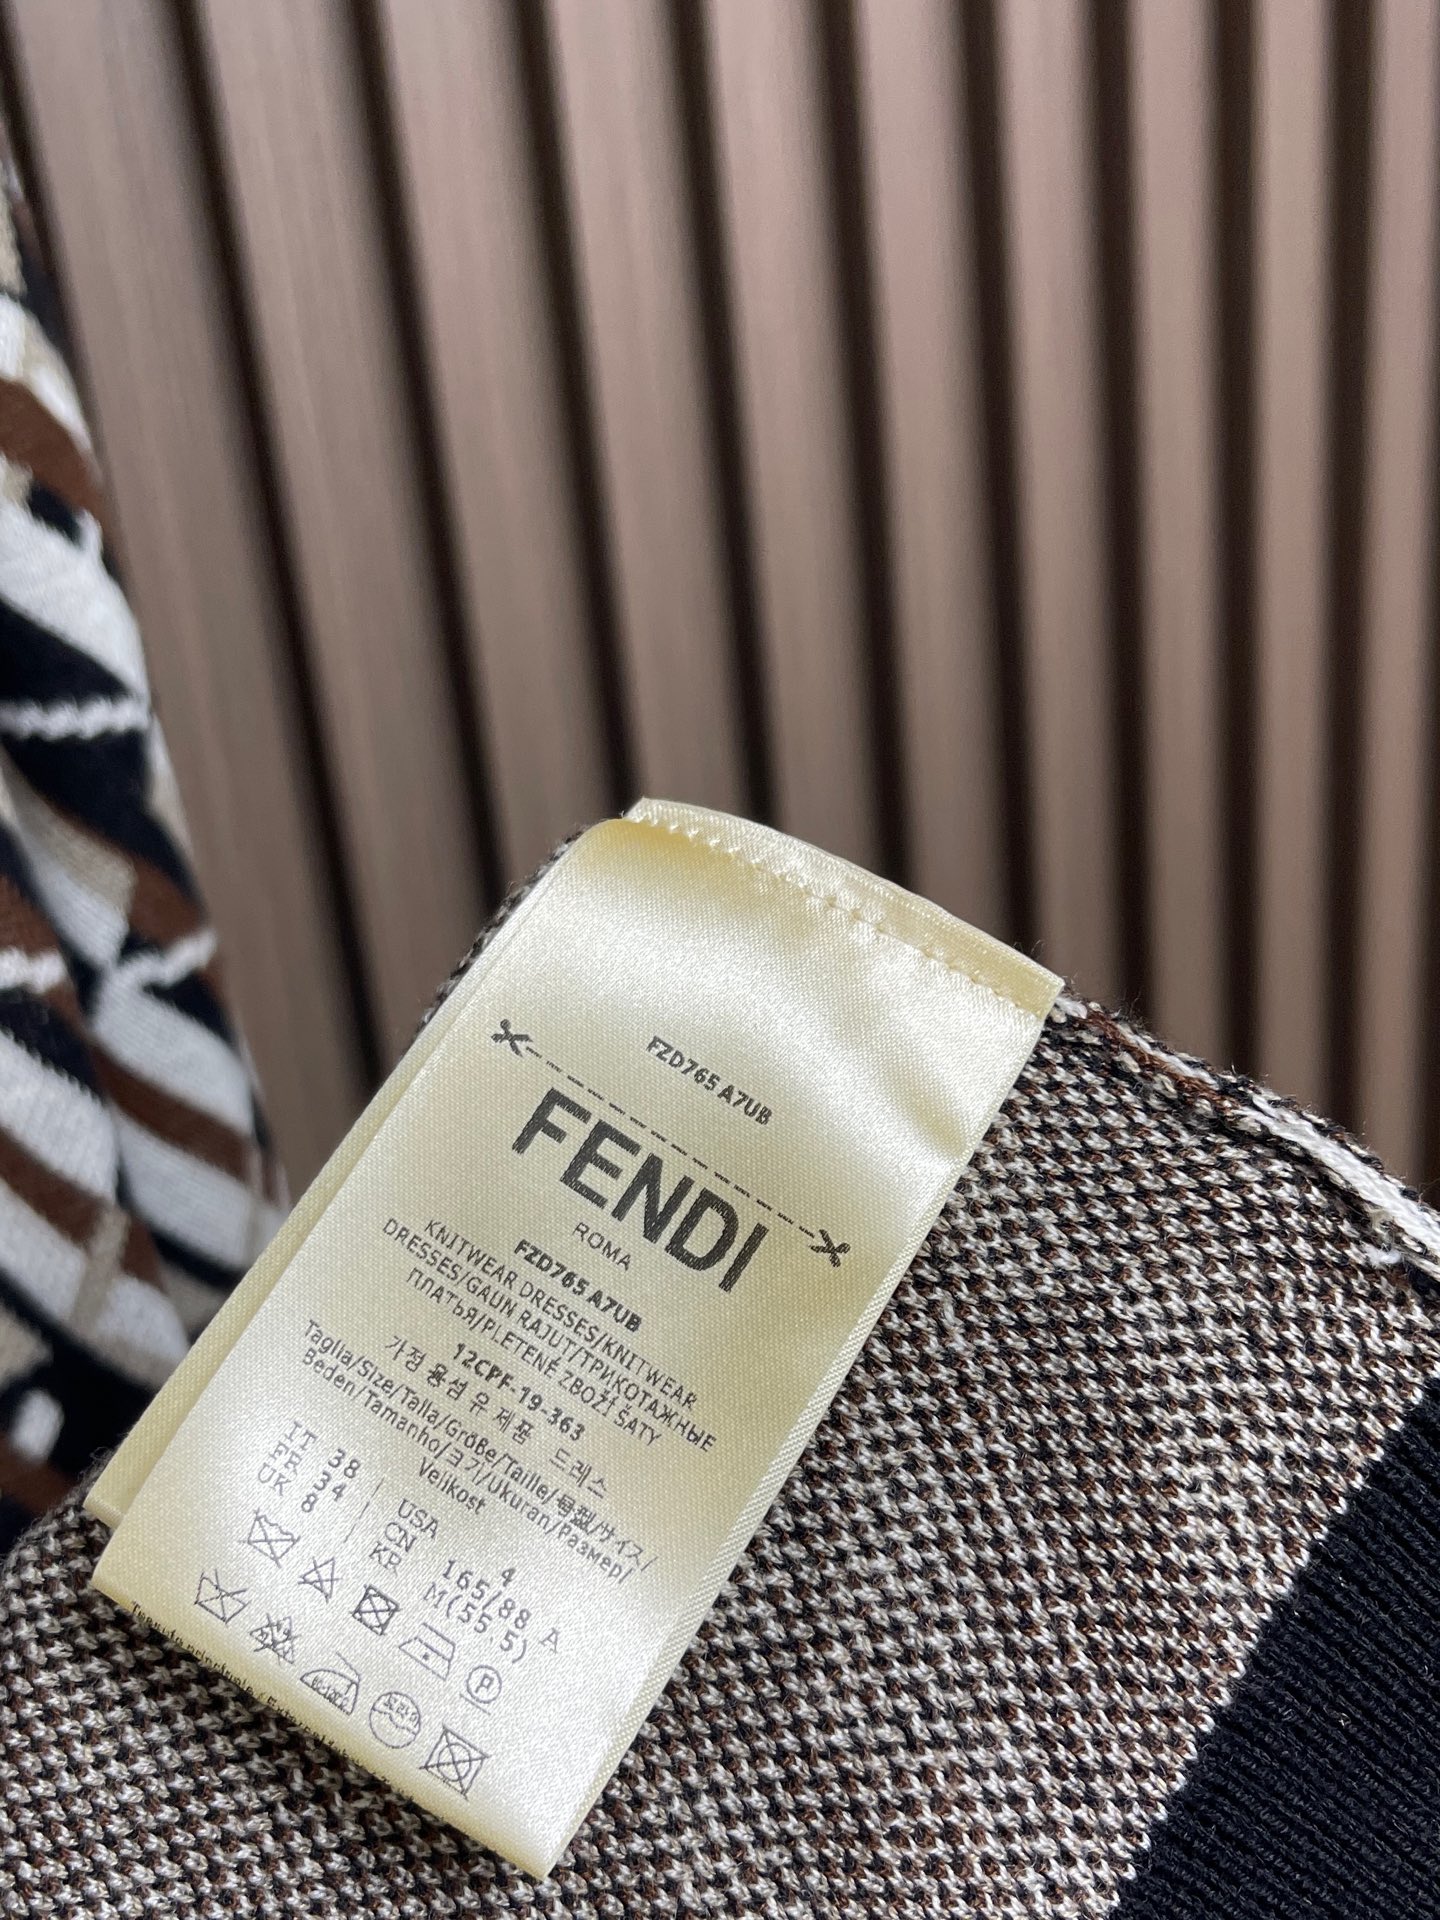 FZD765 A7UB
FENDI
ROMA
FZD765 A7UB
KNITWEAR DRESSES/KNITWEAR
DRESSES/GAUN RAJUT/ТРИКОТАЖНЫЕ
ПЛАТЬЯ/PLETENÉ ZBOŽÍ ŠATY
12CPF-19-363
가정 용섬 유 제품 드레스
Taglia/Size/Talla/Größe/Taille/母型/サイズ/
Beden/Tamanho/크기/Ukuran/Размер/
Velikost
IT 38 | USA 4
FR 34 | CN 165/88 A
UK 8 | KR M(55.5)
P